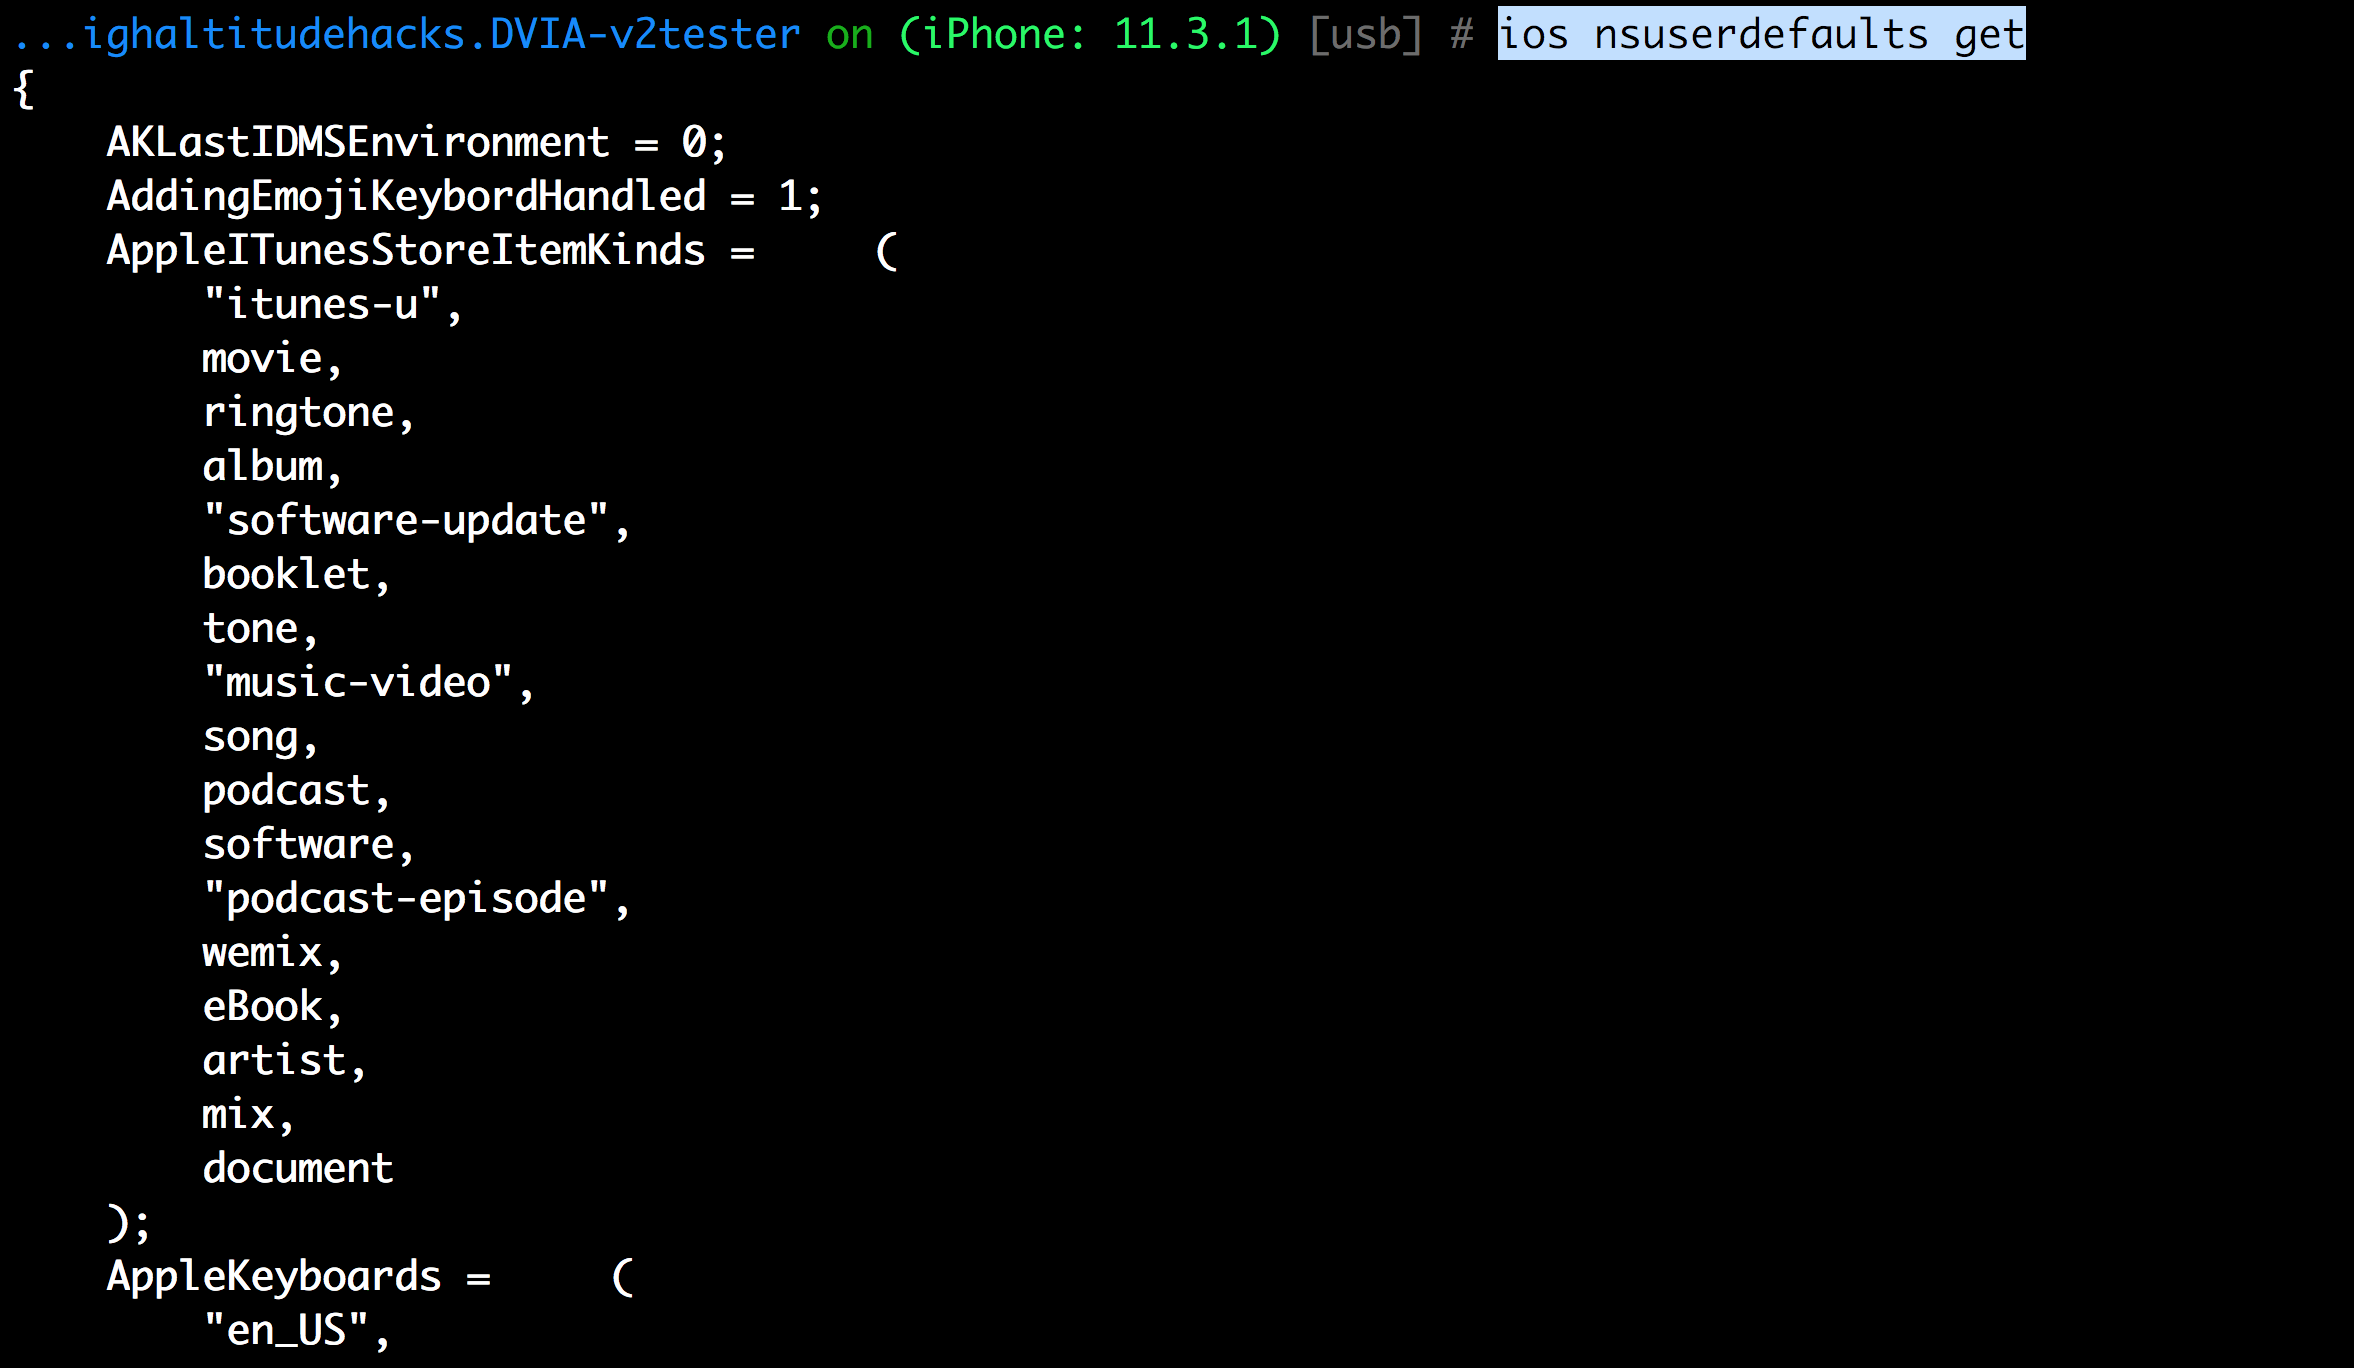 ...ighaltitudehacks.DVIA-v2tester on (iPhone: 11.3.1) [usb] # ios nsuserdefaults get
{
    AKLastIDMSEnvironment = 0;
    AddingEmojiKeybordHandled = 1;
    AppleITunesStoreItemKinds =     (
        "itunes-u",
        movie,
        ringtone,
        album,
        "software-update",
        booklet,
        tone,
        "music-video",
        song,
        podcast,
        software,
        "podcast-episode",
        wemix,
        eBook,
        artist,
        mix,
        document
    );
    AppleKeyboards =     (
        "en_US",